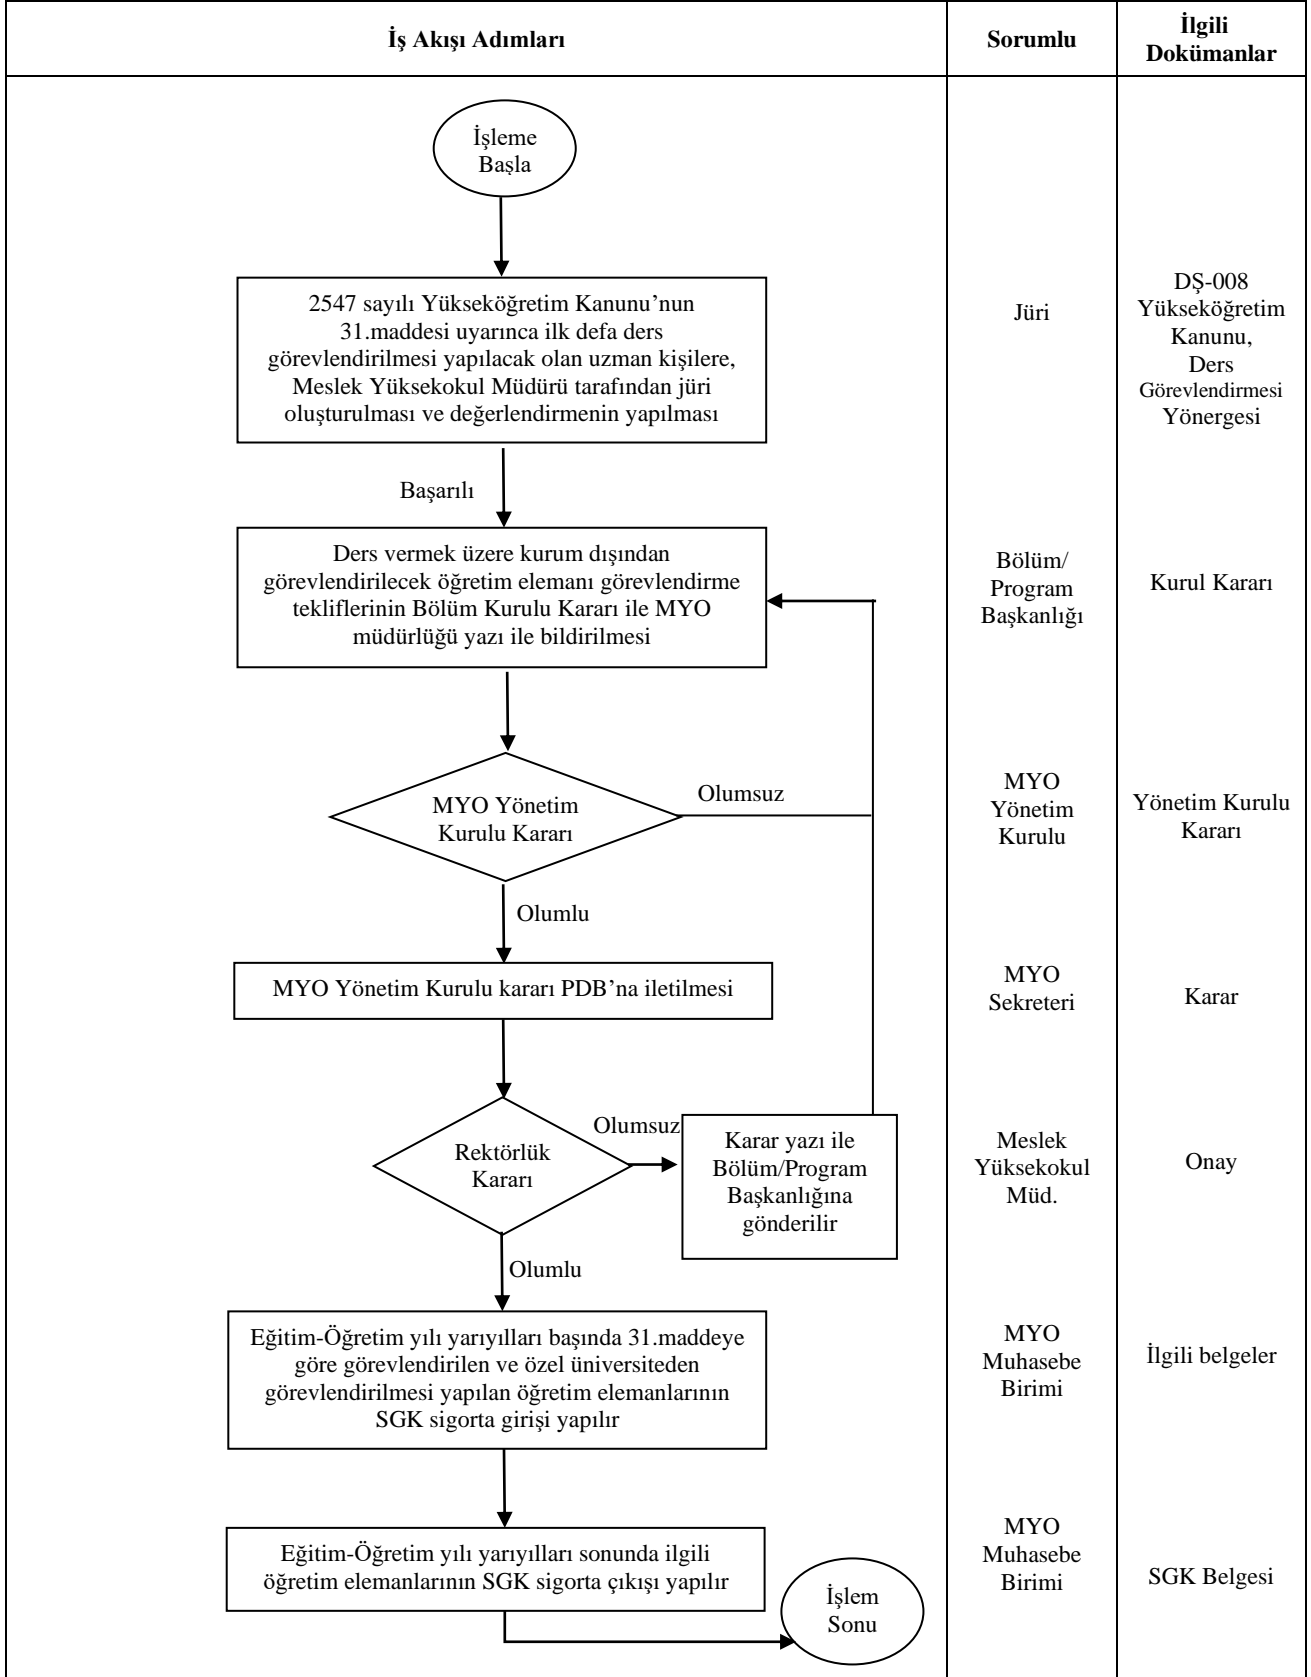 İş Akışı Adımları
Sorumlu
İlgili
Dokümanlar
İşleme
Başla
2547 sayılı Yükseköğretim Kanunu’nun
31.maddesi uyarınca ilk defa ders
görevlendirilmesi yapılacak olan uzman kişilere,
Meslek Yüksekokul Müdürü tarafından jüri
oluşturulması ve değerlendirmenin yapılması
Jüri
DŞ-008
Yükseköğretim
Kanunu,
Ders
Görevlendirmesi
Yönergesi
Başarılı
Ders vermek üzere kurum dışından
görevlendirilecek öğretim elemanı görevlendirme
tekliflerinin Bölüm Kurulu Kararı ile MYO
müdürlüğü yazı ile bildirilmesi
Bölüm/
Program
Başkanlığı
Kurul Kararı
MYO Yönetim
Kurulu Kararı
Olumsuz
MYO
Yönetim
Kurulu
Yönetim Kurulu
Kararı
Olumlu
MYO Yönetim Kurulu kararı PDB’na iletilmesi
MYO
Sekreteri
Karar
Rektörlük
Kararı
Olumsuz
Karar yazı ile
Bölüm/Program
Başkanlığına
gönderilir
Meslek
Yüksekokul
Müd.
Onay
Olumlu
Eğitim-Öğretim yılı yarıyılları başında 31.maddeye
göre görevlendirilen ve özel üniversiteden
görevlendirilmesi yapılan öğretim elemanlarının
SGK sigorta girişi yapılır
MYO
Muhasebe
Birimi
İlgili belgeler
Eğitim-Öğretim yılı yarıyılları sonunda ilgili
öğretim elemanlarının SGK sigorta çıkışı yapılır
İşlem
Sonu
MYO
Muhasebe
Birimi
SGK Belgesi